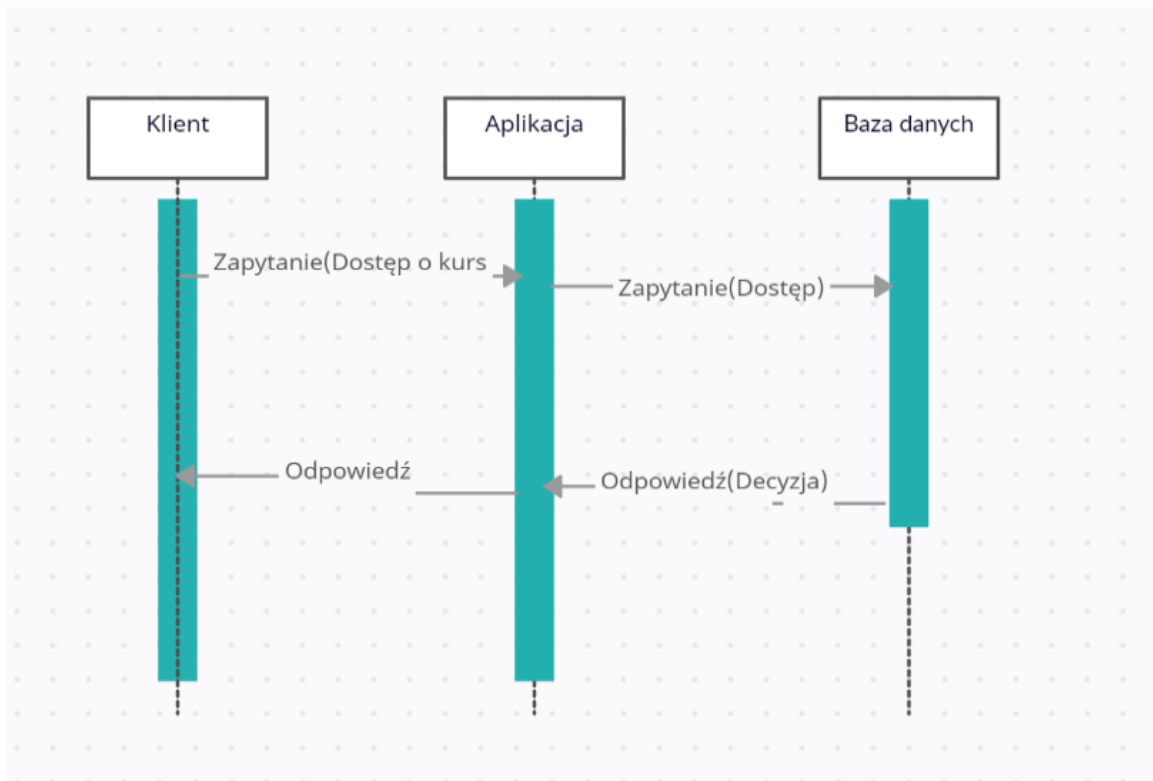 Klient
Aplikacja
Baza danych
Zapytanie(Dostęp o kurs
Zapytanie(Dostęp)
Odpowiedź
Odpowiedź(Decyzja)